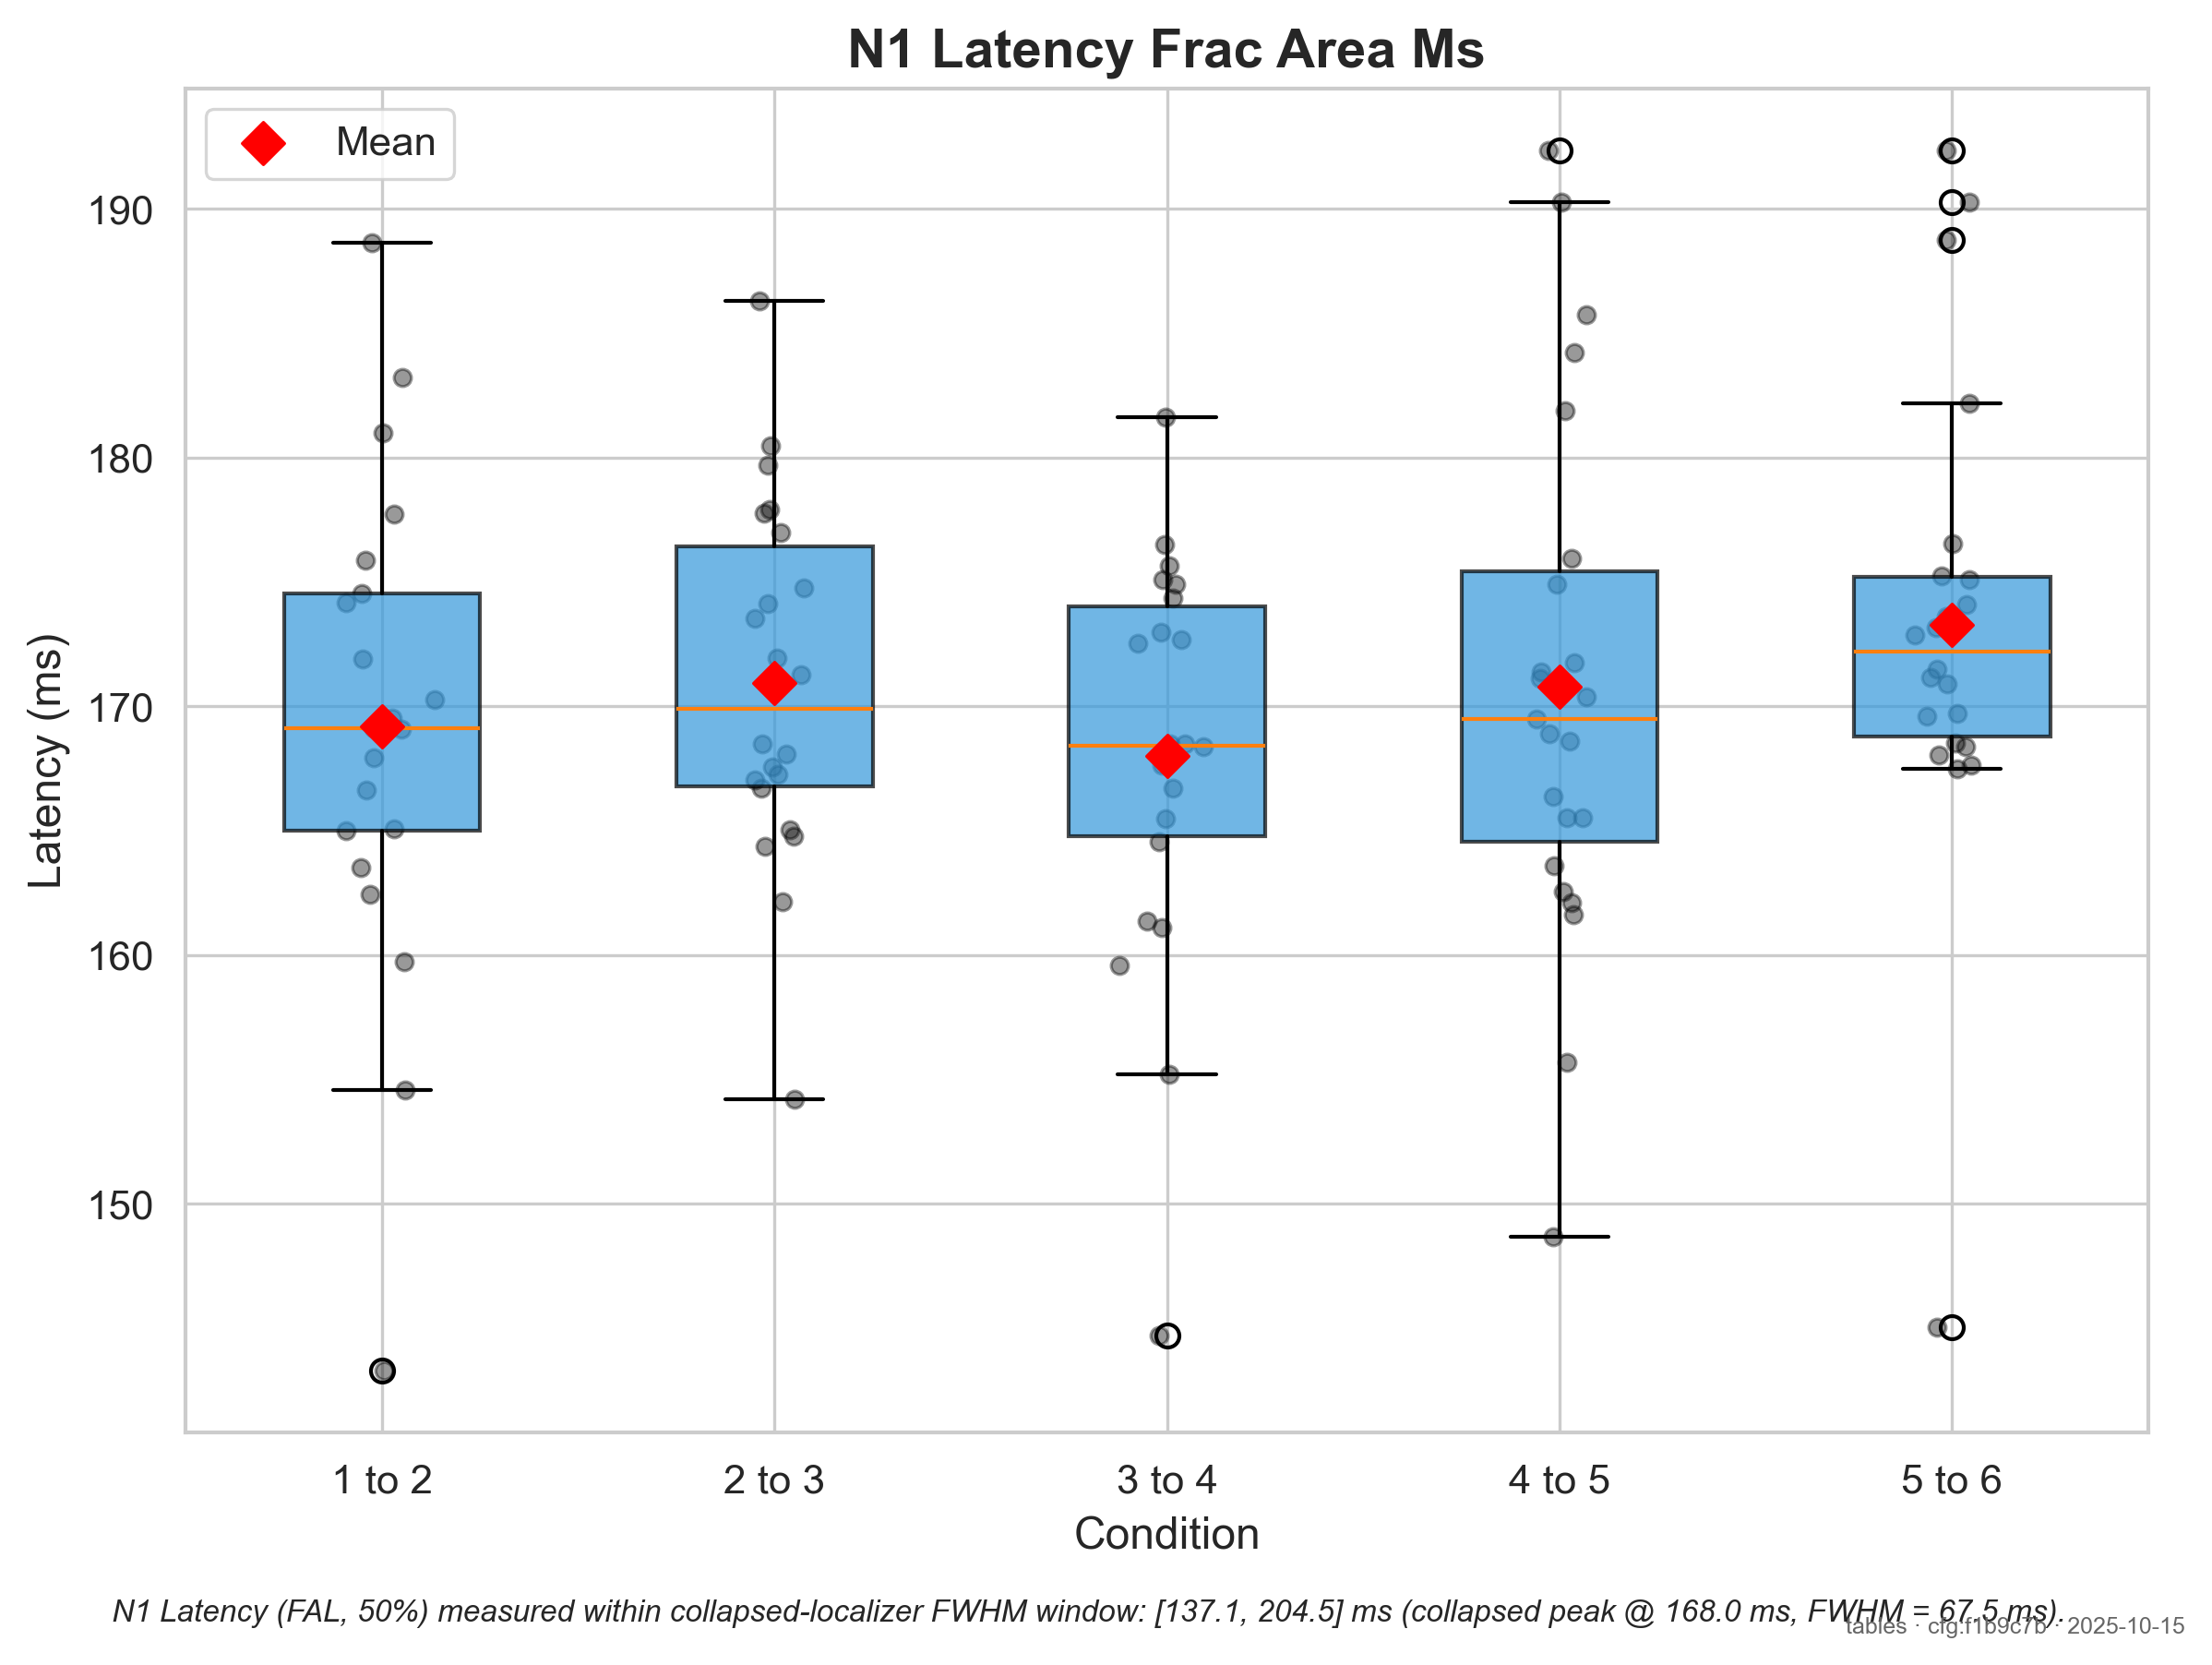 N1 Latency Frac Area Ms
Mean
190
180
170
160
150
Latency (ms)
1 to 2
2 to 3
3 to 4
4 to 5
5 to 6
Condition
N1 Latency (FAL, 50%) measured within collapsed-localizer FWHM window: [137.1, 204.5] ms (collapsed peak @ 168.0 ms, FWHM = 67.5 ms).
tables · cfg:f1b9c7b · 2025-10-15